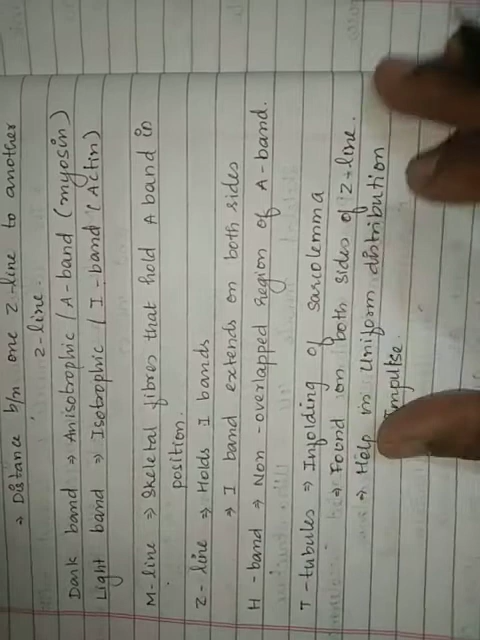 ⇒ Distance b/n one Z-line to another
Z-line.
Dark band ⇒ Anisotrophic (A-band (myosin)
Light band ⇒ Isotrophic (I-band (Actin)
M-line ⇒ Skeletal fibres that hold A band in
position.
Z-line ⇒ Holds I bands
⇒ I band extends on both sides
H-band ⇒ Non-overlapped region of A-band.
T-tubules ⇒ Infolding of sarcolemma
⇒ Found on both sides of Z-line.
⇒ Help in Uniform distribution
Impulse.